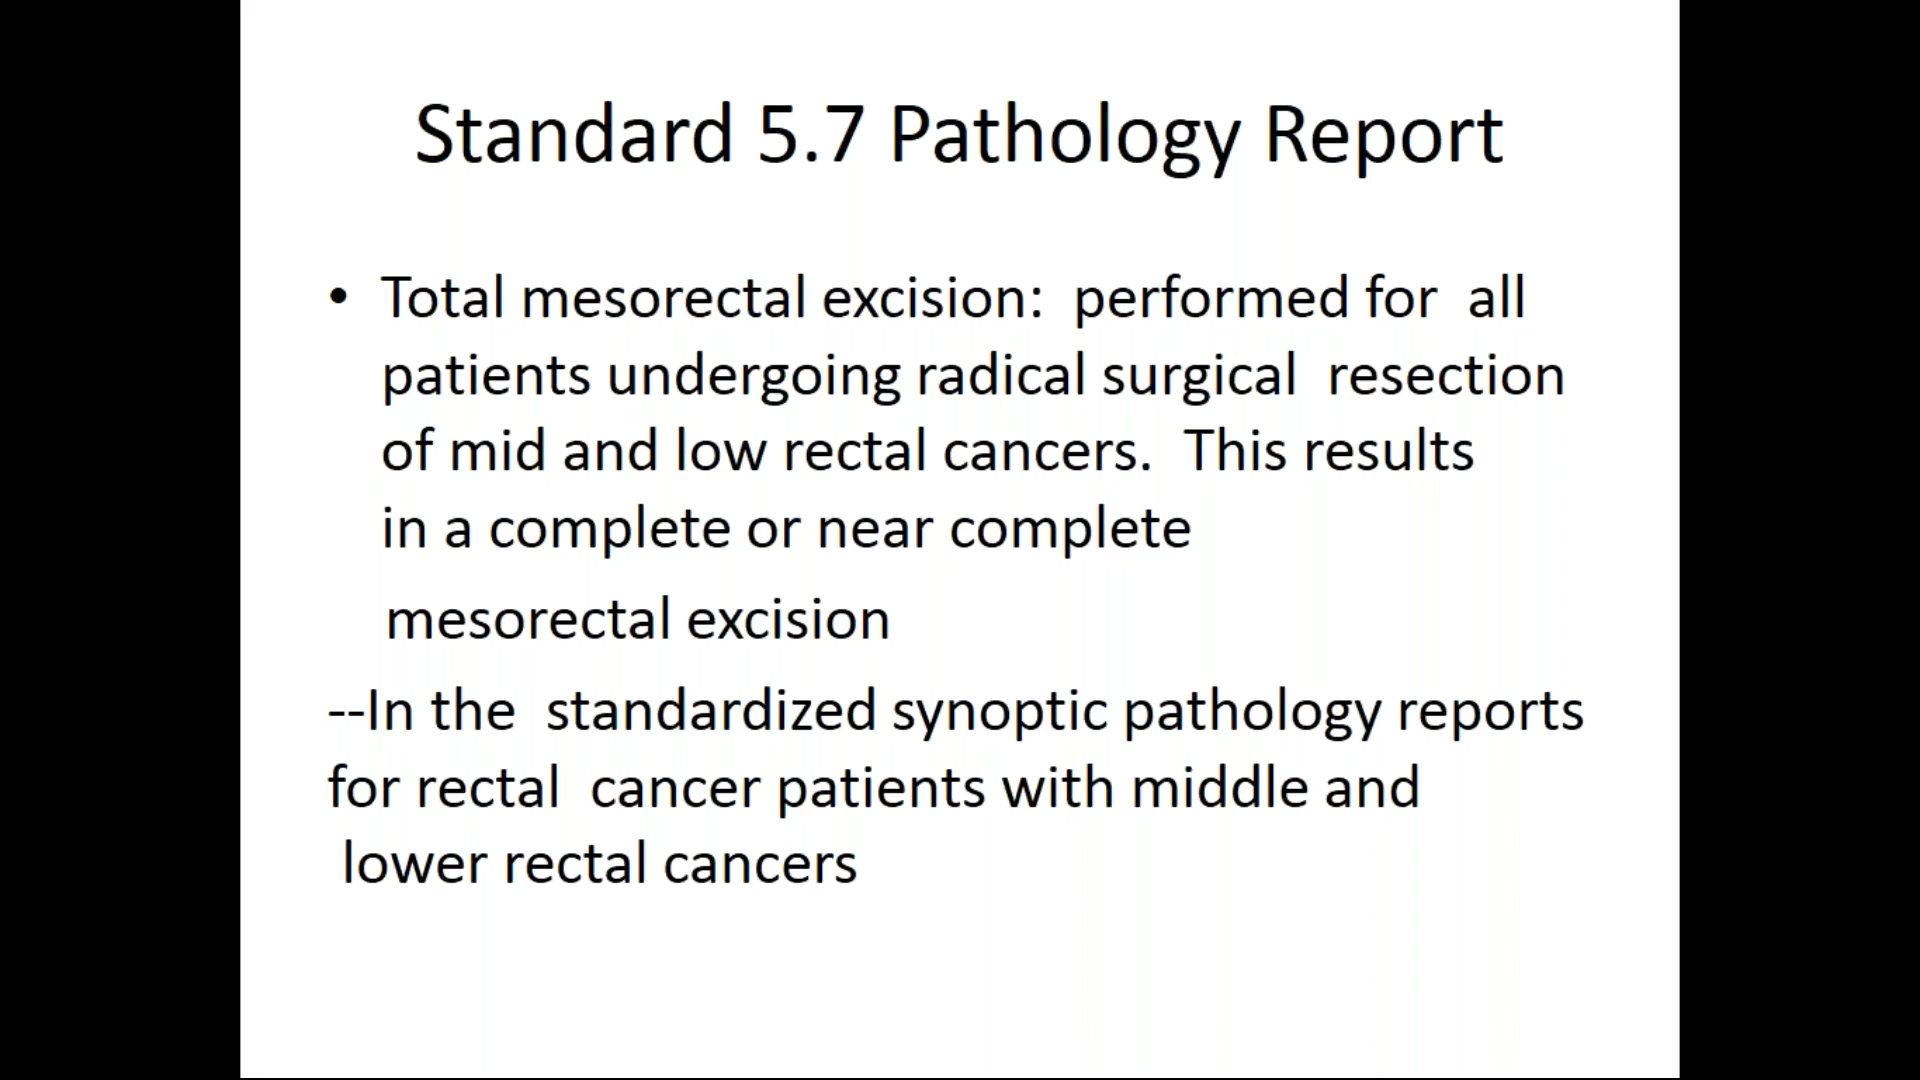 Standard 5.7 Pathology Report
• Total mesorectal excision:  performed for  all
patients undergoing radical surgical  resection
of mid and low rectal cancers.  This results
in a complete or near complete
mesorectal excision
--In the  standardized synoptic pathology reports
for rectal  cancer patients with middle and
lower rectal cancers